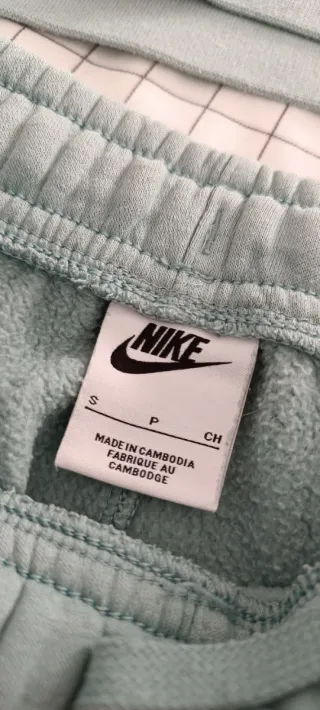 NIKE
S P CH
MADE IN CAMBODIA
FABRIQUE AU
CAMBODGE